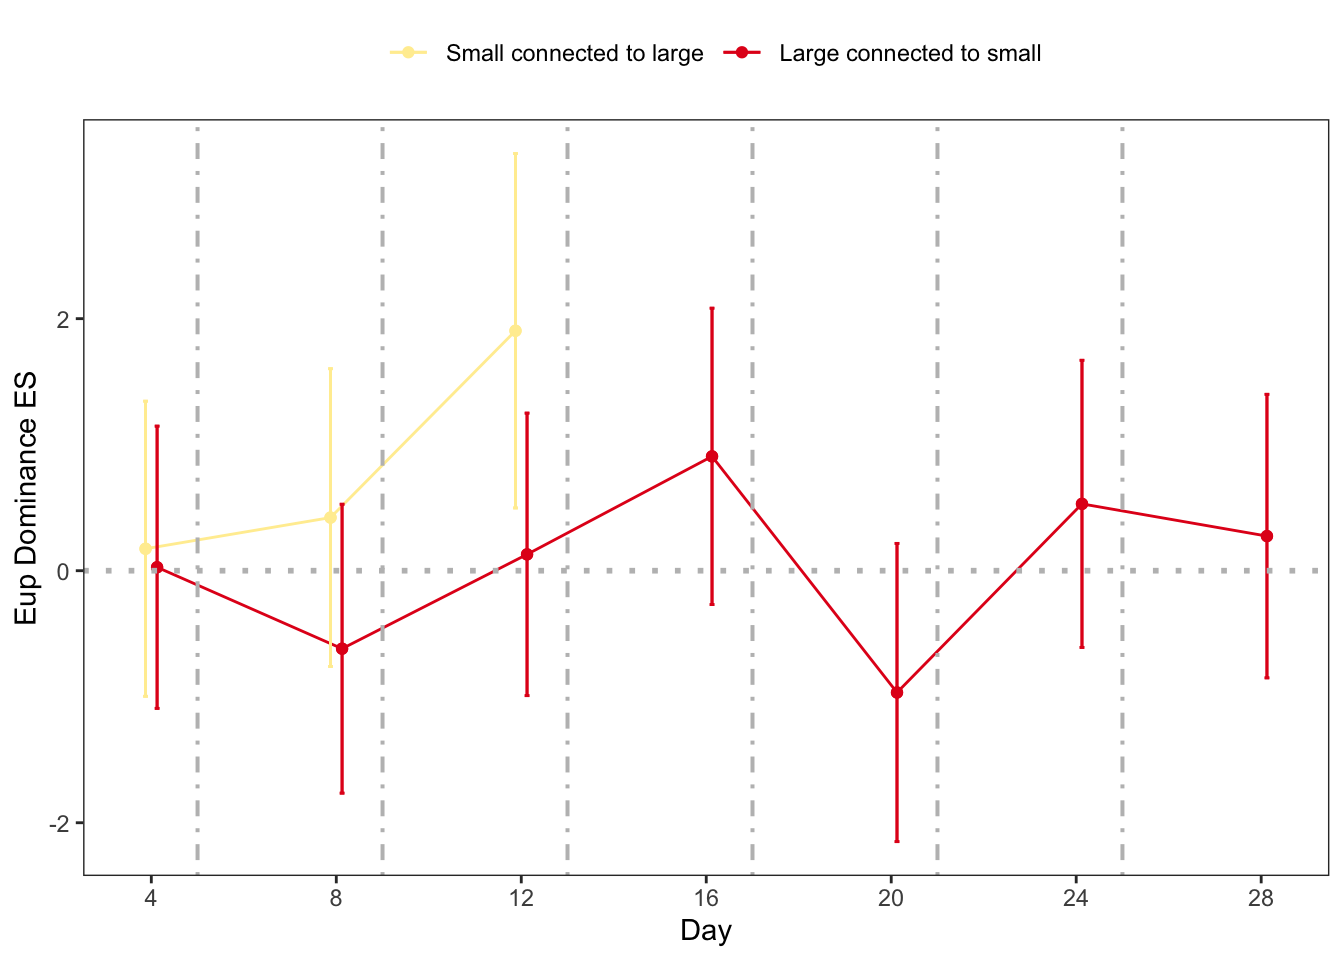 Small connected to large
Large connected to small
Eup Dominance ES
2
0
-2
4 8 12 16 20 24 28
Day